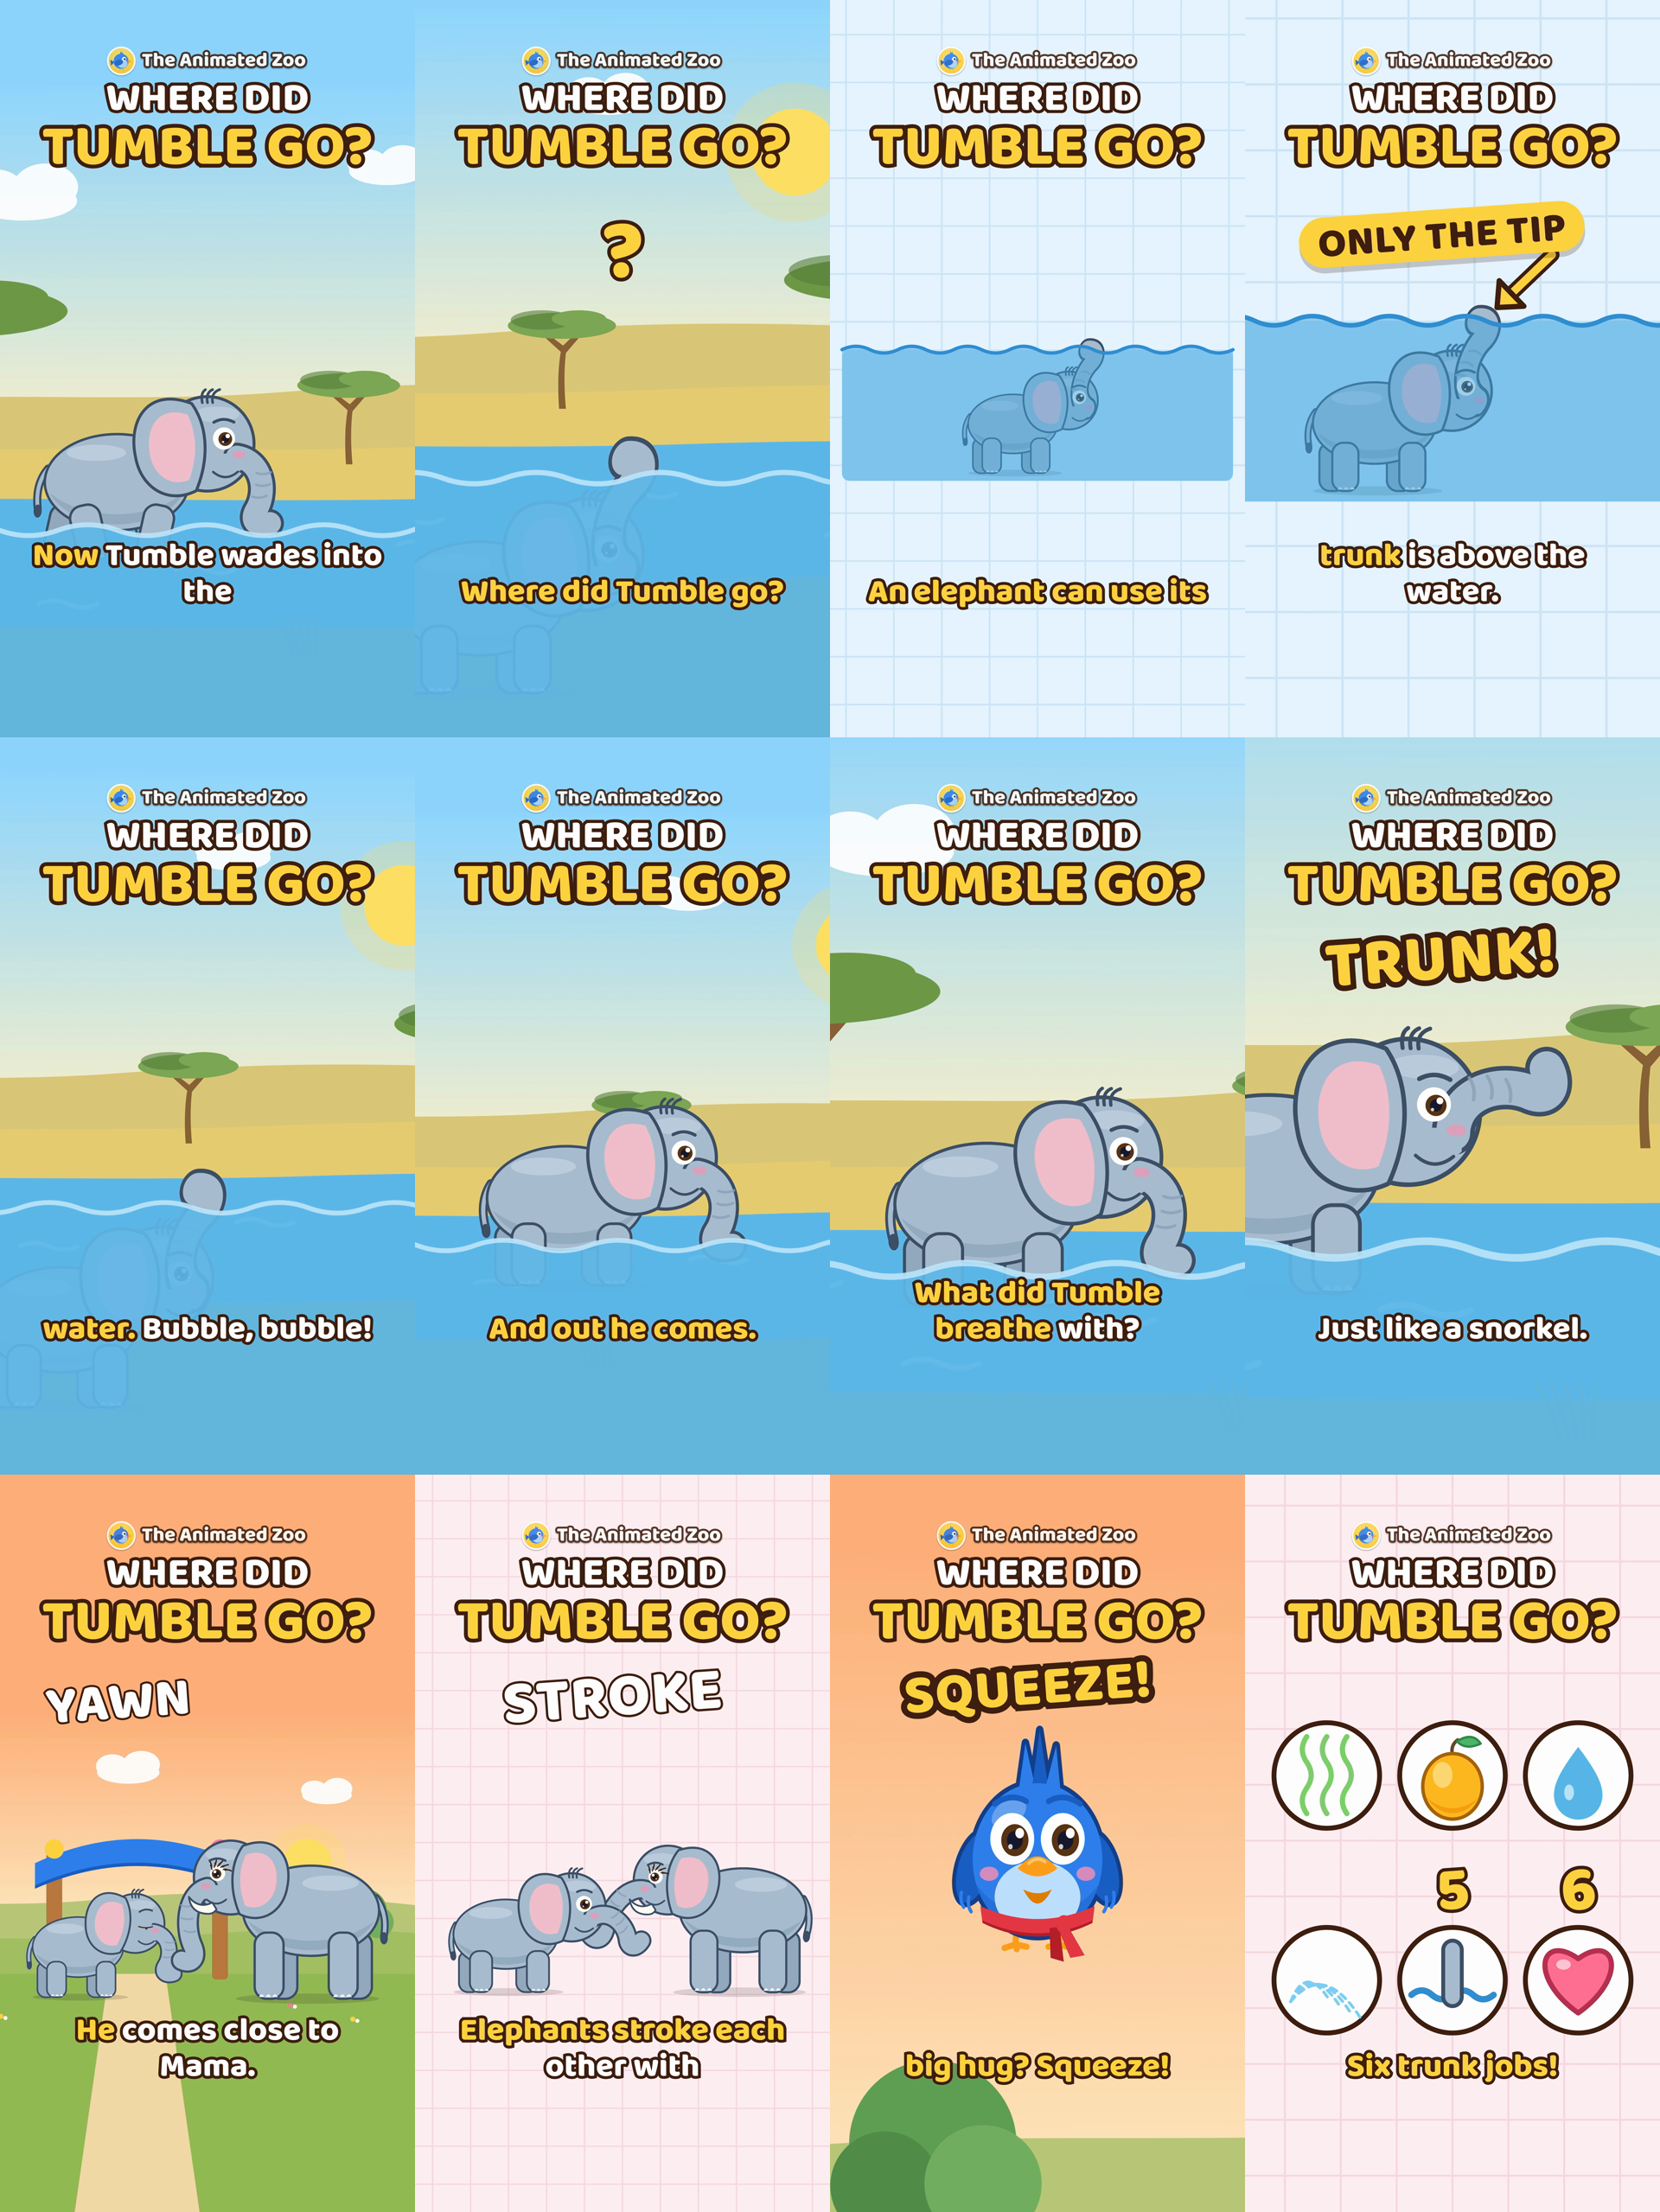 The Animated Zoo
WHERE DID
TUMBLE GO?
Now Tumble wades into
the
The Animated Zoo
WHERE DID
TUMBLE GO?
?
Where did Tumble go?
The Animated Zoo
WHERE DID
TUMBLE GO?
An elephant can use its
The Animated Zoo
WHERE DID
TUMBLE GO?
ONLY THE TIP
trunk is above the
water.
The Animated Zoo
WHERE DID
TUMBLE GO?
water. Bubble, bubble!
The Animated Zoo
WHERE DID
TUMBLE GO?
And out he comes.
The Animated Zoo
WHERE DID
TUMBLE GO?
What did Tumble
breathe with?
The Animated Zoo
WHERE DID
TUMBLE GO?
TRUNK!
Just like a snorkel.
The Animated Zoo
WHERE DID
TUMBLE GO?
YAWN
He comes close to
Mama.
The Animated Zoo
WHERE DID
TUMBLE GO?
STROKE
Elephants stroke each
other with
The Animated Zoo
WHERE DID
TUMBLE GO?
SQUEEZE!
big hug? Squeeze!
The Animated Zoo
WHERE DID
TUMBLE GO?
5 6
Six trunk jobs!